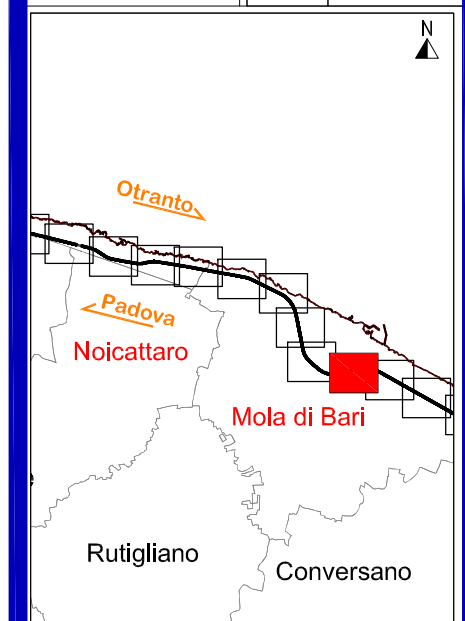 N
Otranto
Padova
Noicattaro
Mola di Bari
Rutigliano
Conversano